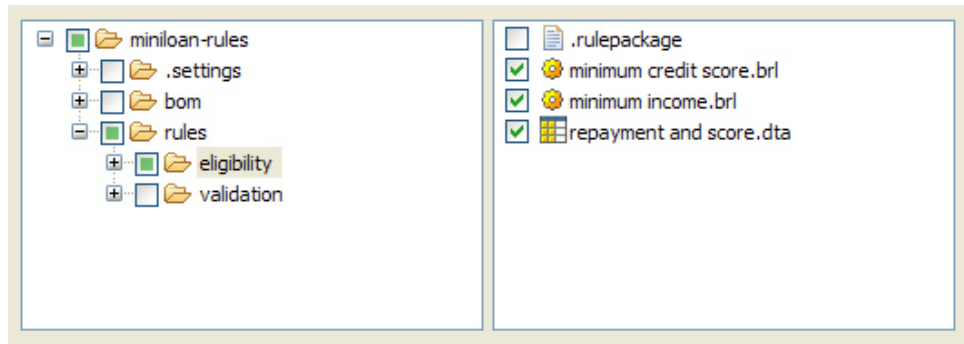 miniloan-rules
.settings
bom
rules
eligibility
validation
.rulepackage
minimum credit score.brl
minimum income.brl
repayment and score.dta